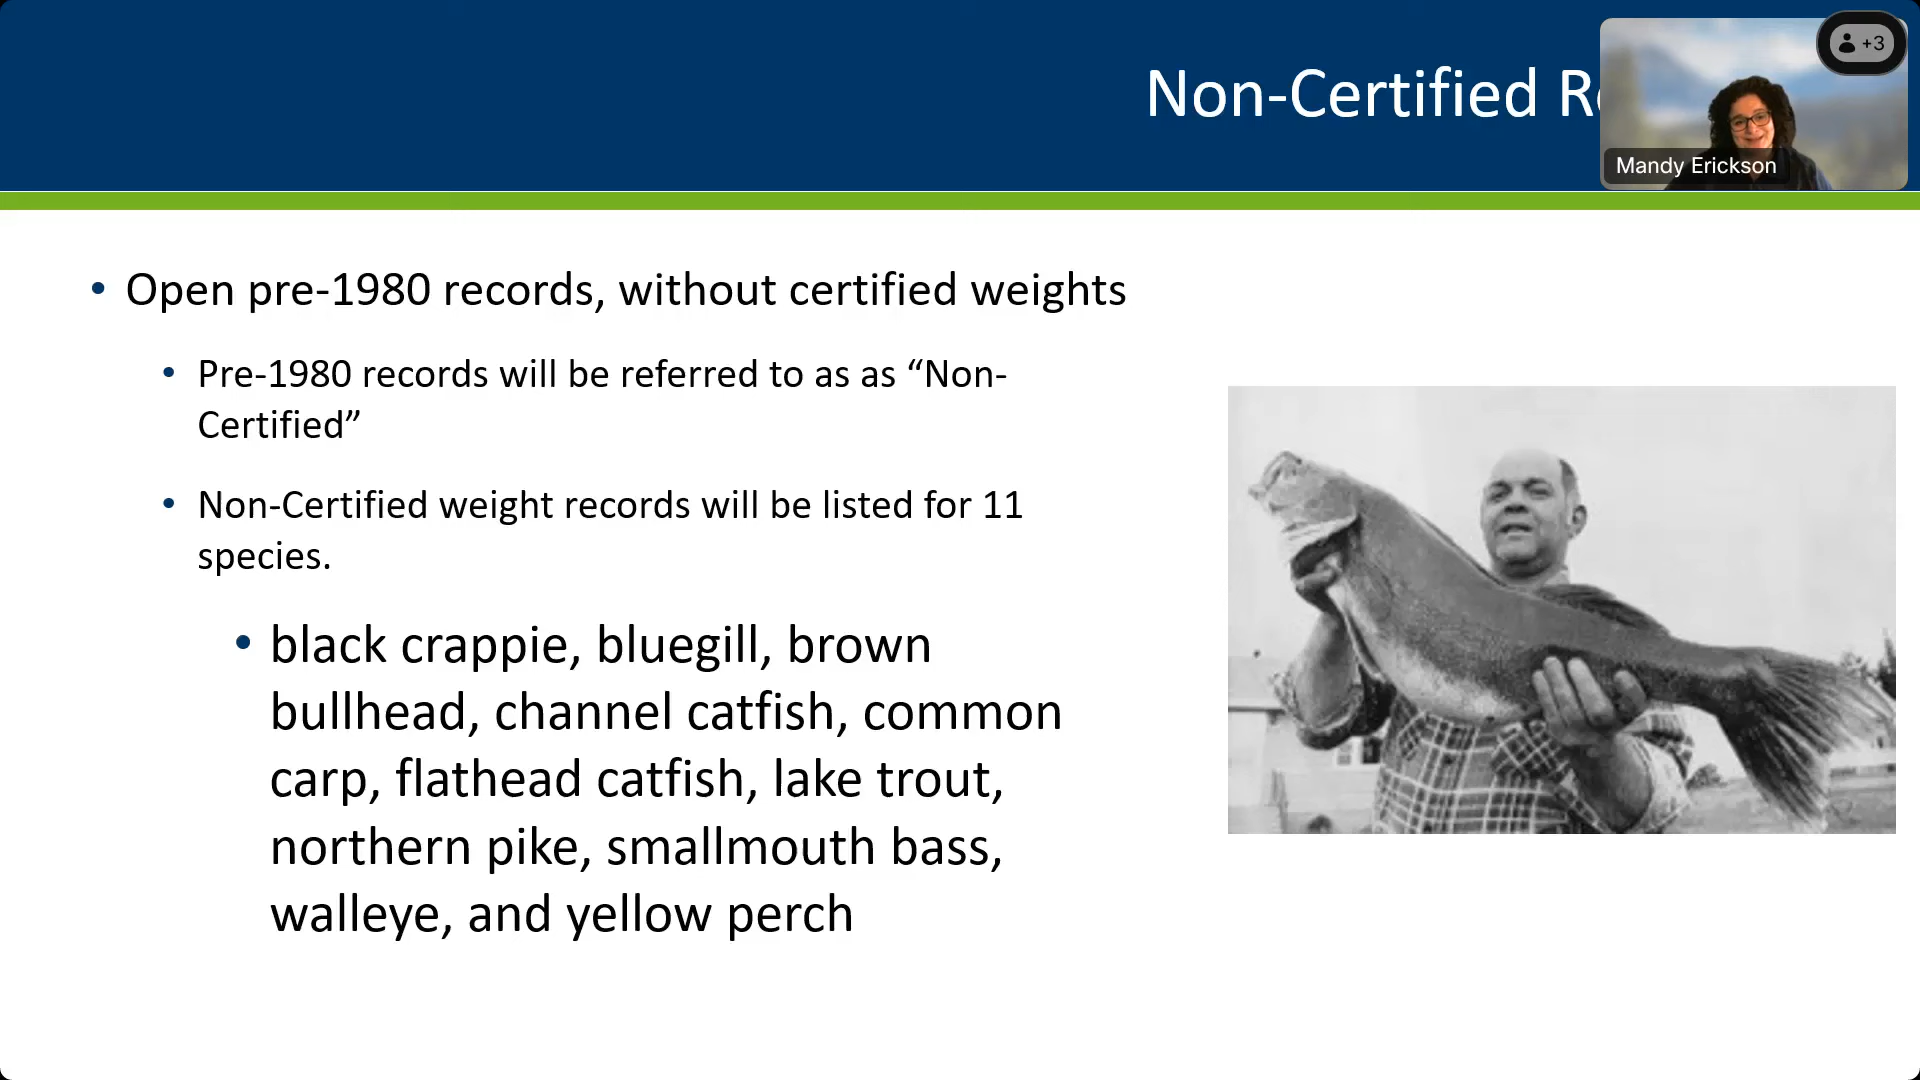 Non-Certified
+3
Mandy Erickson
• Open pre-1980 records, without certified weights
• Pre-1980 records will be referred to as as “Non-
Certified”
• Non-Certified weight records will be listed for 11
species.
• black crappie, bluegill, brown
bullhead, channel catfish, common
carp, flathead catfish, lake trout,
northern pike, smallmouth bass,
walleye, and yellow perch